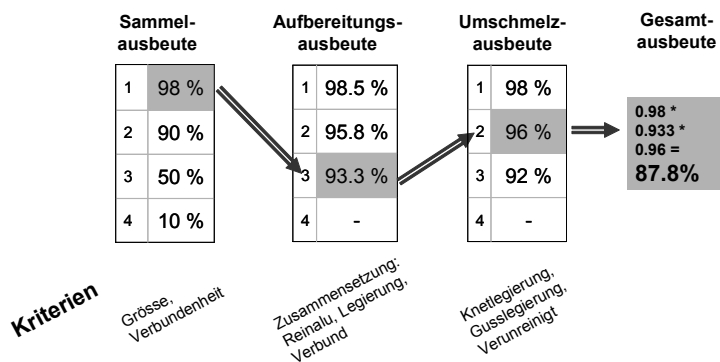 Sammel-
ausbeute
Aufbereitungs-
ausbeute
Umschmelz-
ausbeute
Gesamt-
ausbeute
1 98 %
2 90 %
3 50 %
4 10 %
1 98.5 %
2 95.8 %
3 93.3 %
4 -
1 98 %
2 96 %
3 92 %
4 -
0.98 *
0.933 *
0.96 =
87.8%
Kriterien
Grösse,
Verbundenheit
Zusammensetzung:
Reinalu, Legierung,
Verbund
Knetlegierung,
Gusslegierung,
Verunreinigt